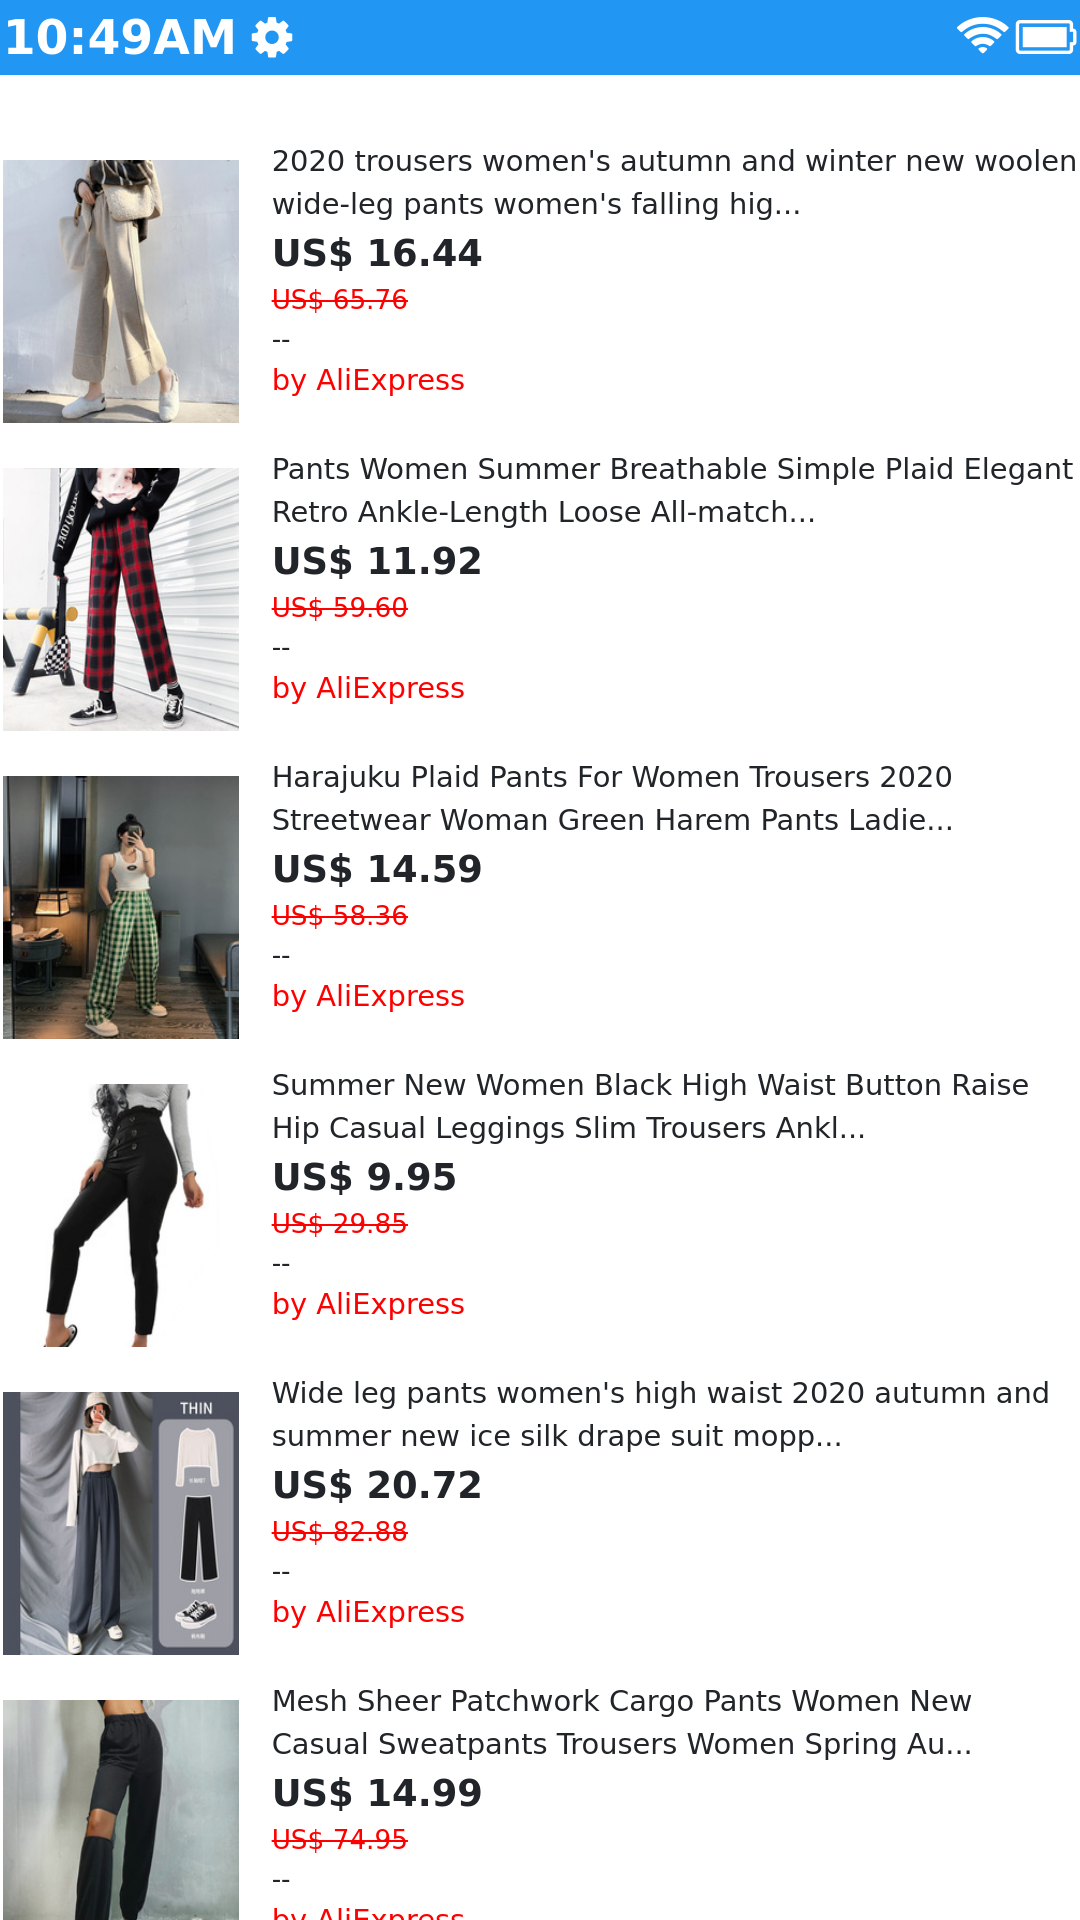 10:49AM
2020 trousers women's autumn and winter new woolen
wide-leg pants women's falling hig...
US$ 16.44
US$ 65.76
--
by AliExpress
Pants Women Summer Breathable Simple Plaid Elegant
Retro Ankle-Length Loose All-match...
US$ 11.92
US$ 59.60
--
by AliExpress
Harajuku Plaid Pants For Women Trousers 2020
Streetwear Woman Green Harem Pants Ladie...
US$ 14.59
US$ 58.36
--
by AliExpress
Summer New Women Black High Waist Button Raise
Hip Casual Leggings Slim Trousers Ankl...
US$ 9.95
US$ 29.85
--
by AliExpress
THIN
Wide leg pants women's high waist 2020 autumn and
summer new ice silk drape suit mopp...
US$ 20.72
US$ 82.88
--
by AliExpress
Mesh Sheer Patchwork Cargo Pants Women New
Casual Sweatpants Trousers Women Spring Au...
US$ 14.99
US$ 74.95
--
by AliExpress